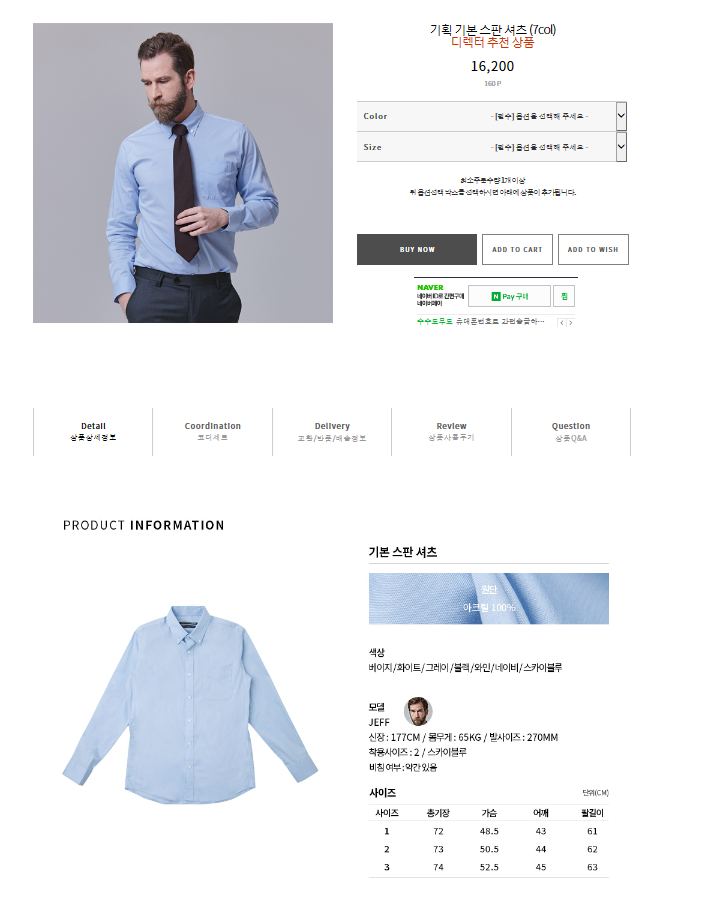 기획 기본 스판 셔츠 (7col)
디렉터 추천 상품
16,200
160 P
Color
- [필수] 옵션을 선택해 주세요 -
Size
- [필수] 옵션을 선택해 주세요 -
최소주문수량 1개 이상
위 옵션선택 박스를 선택하시면 아래에 상품이 추가됩니다.
BUY NOW
ADD TO CART
ADD TO WISH
NAVER
네이버 ID로 간편구매
네이버페이
N Pay 구매
찜
Detail
상품상세정보
Coordination
코디세트
Delivery
교환/반품/배송정보
Review
상품사용후기
Question
상품Q&A
PRODUCT INFORMATION
기본 스판 셔츠
원단
아크릴 100%
색상
베이지/화이트/그레이/블랙/와인/네이비/스카이블루
모델
JEFF
신장 : 177CM / 몸무게 : 65KG / 발사이즈 : 270MM
착용사이즈 : 2 / 스카이블루
비침 여부 : 약간 있음
사이즈 단위(CM)
사이즈 총기장 가슴 어깨 팔길이
1 72 48.5 43 61
2 73 50.5 44 62
3 74 52.5 45 63